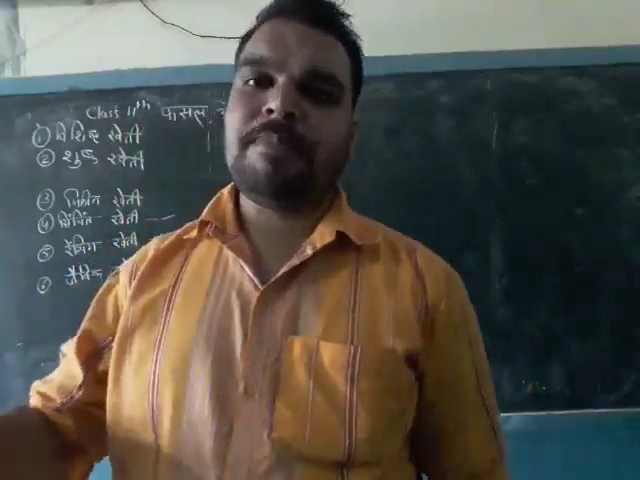 Class 11th फसल
① विशिष्ट खेती
② शुष्क खेती
③ मिश्रित खेती
④ सिंचित खेती
⑤ रैंचिंग खेती
⑥